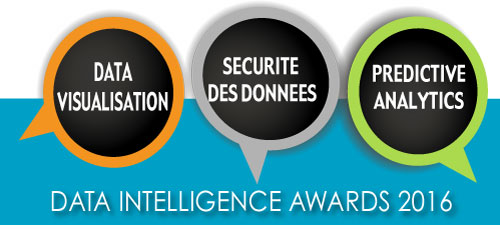 DATA
VISUALISATION
SECURITE
DES DONNEES
PREDICTIVE
ANALYTICS
DATA INTELLIGENCE AWARDS 2016